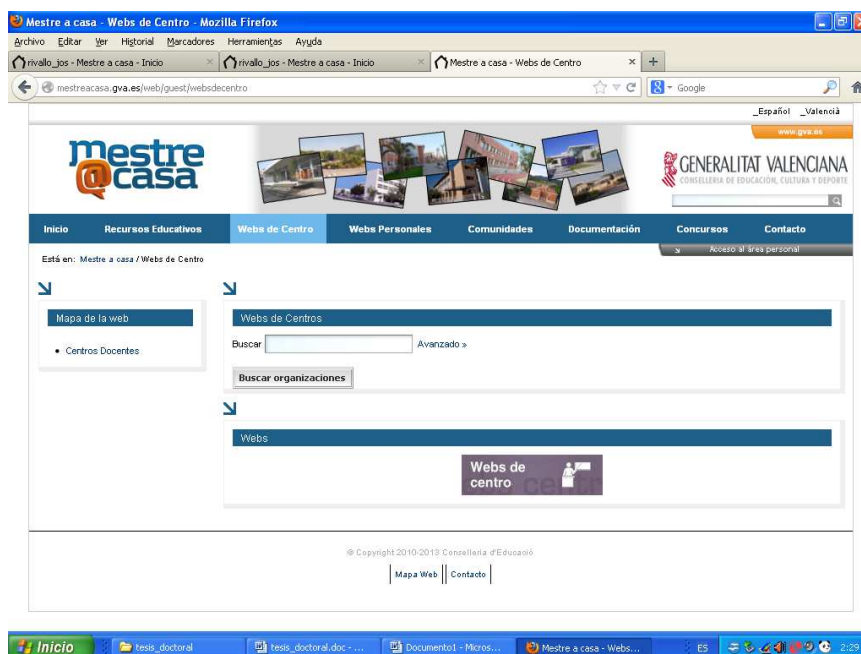 Mestre a casa - Webs de Centro - Mozilla Firefox
Archivo Editar Ver Historial Marcadores Herramientas Ayuda
rivallo_jos - Mestre a casa - Inicio × rivallo_jos - Mestre a casa - Inicio × Mestre a casa - Webs de Centro × +
mestreacasa.gva.es/web/guest/websdecentro Google
_Español _Valencià
www.gva.es
mestre
@casa
GENERALITAT VALENCIANA
CONSELLERIA DE EDUCACIÓN, CULTURA Y DEPORTE
Inicio Recursos Educativos Webs de Centro Webs Personales Comunidades Documentación Concursos Contacto
Acceso al área personal
Está en: Mestre a casa / Webs de Centro
Mapa de la web
Centros Docentes
Webs de Centros
Buscar Avanzado »
Buscar organizaciones
Webs
Webs de
centro
© Copyright 2010-2013 Conselleria d'Educació
Mapa Web Contacto
Inicio tesis_doctoral tesis_doctoral.doc - ... Documento1 - Micros... Mestre a casa - Webs... ES 2:29